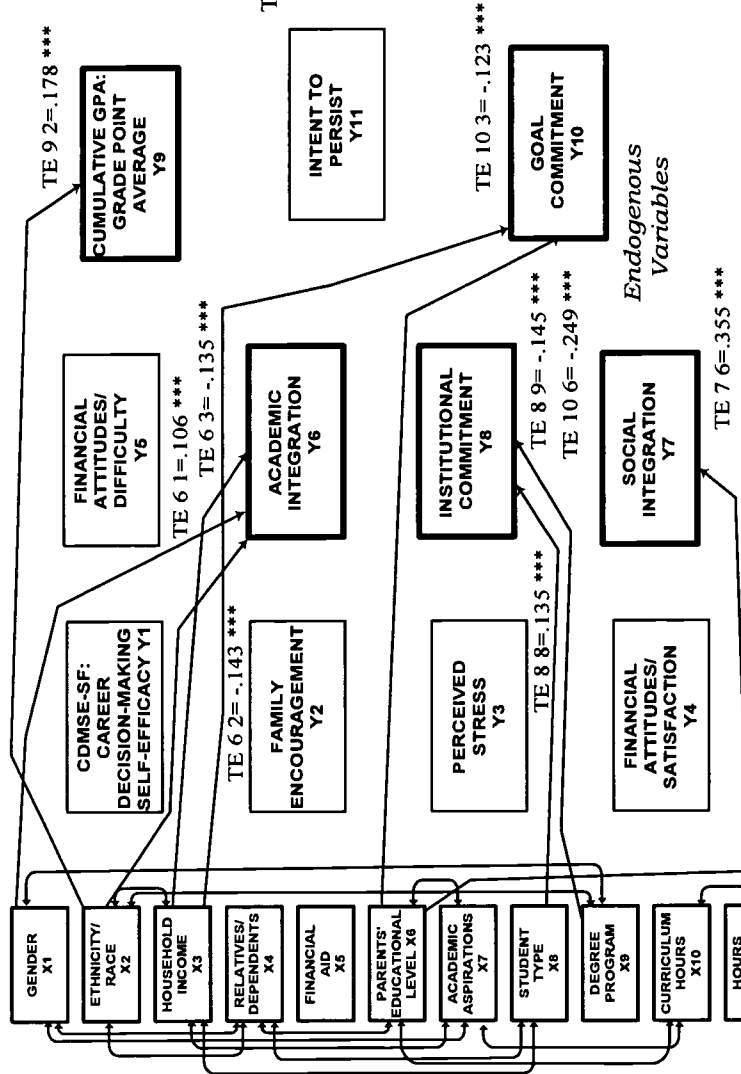 GENDER
X1
ETHNICITY/
RACE
X2
HOUSEHOLD
INCOME
X3
RELATIVES/
DEPENDENTS
X4
FINANCIAL
AID
X5
PARENTS'
EDUCATIONAL
LEVEL X6
ACADEMIC
ASPIRATIONS
X7
STUDENT
TYPE
X8
DEGREE
PROGRAM
X9
CURRICULUM
HOURS
X10
HOURS
CDMSE-SF:
CAREER
DECISION-MAKING
SELF-EFFICACY Y1
TE 6 2= -.143 ***
FAMILY
ENCOURAGEMENT
Y2
PERCEIVED
STRESS
Y3
TE 8 8=.135 ***
FINANCIAL
ATTITUDES/
SATISFACTION
Y4
FINANCIAL
ATTITUDES/
DIFFICULTY
Y5
TE 6 1=.106 ***
TE 6 3= -.135 ***
ACADEMIC
INTEGRATION
Y6
INSTITUTIONAL
COMMITMENT
Y8
TE 8 9= -.145 ***
TE 10 6= -.249 ***
SOCIAL
INTEGRATION
Y7
TE 7 6=.355 ***
TE 9 2=.178 ***
CUMULATIVE GPA:
GRADE POINT
AVERAGE
Y9
T
INTENT TO
PERSIST
Y11
TE 10 3= -.123 ***
GOAL
COMMITMENT
Y10
Endogenous
Variables